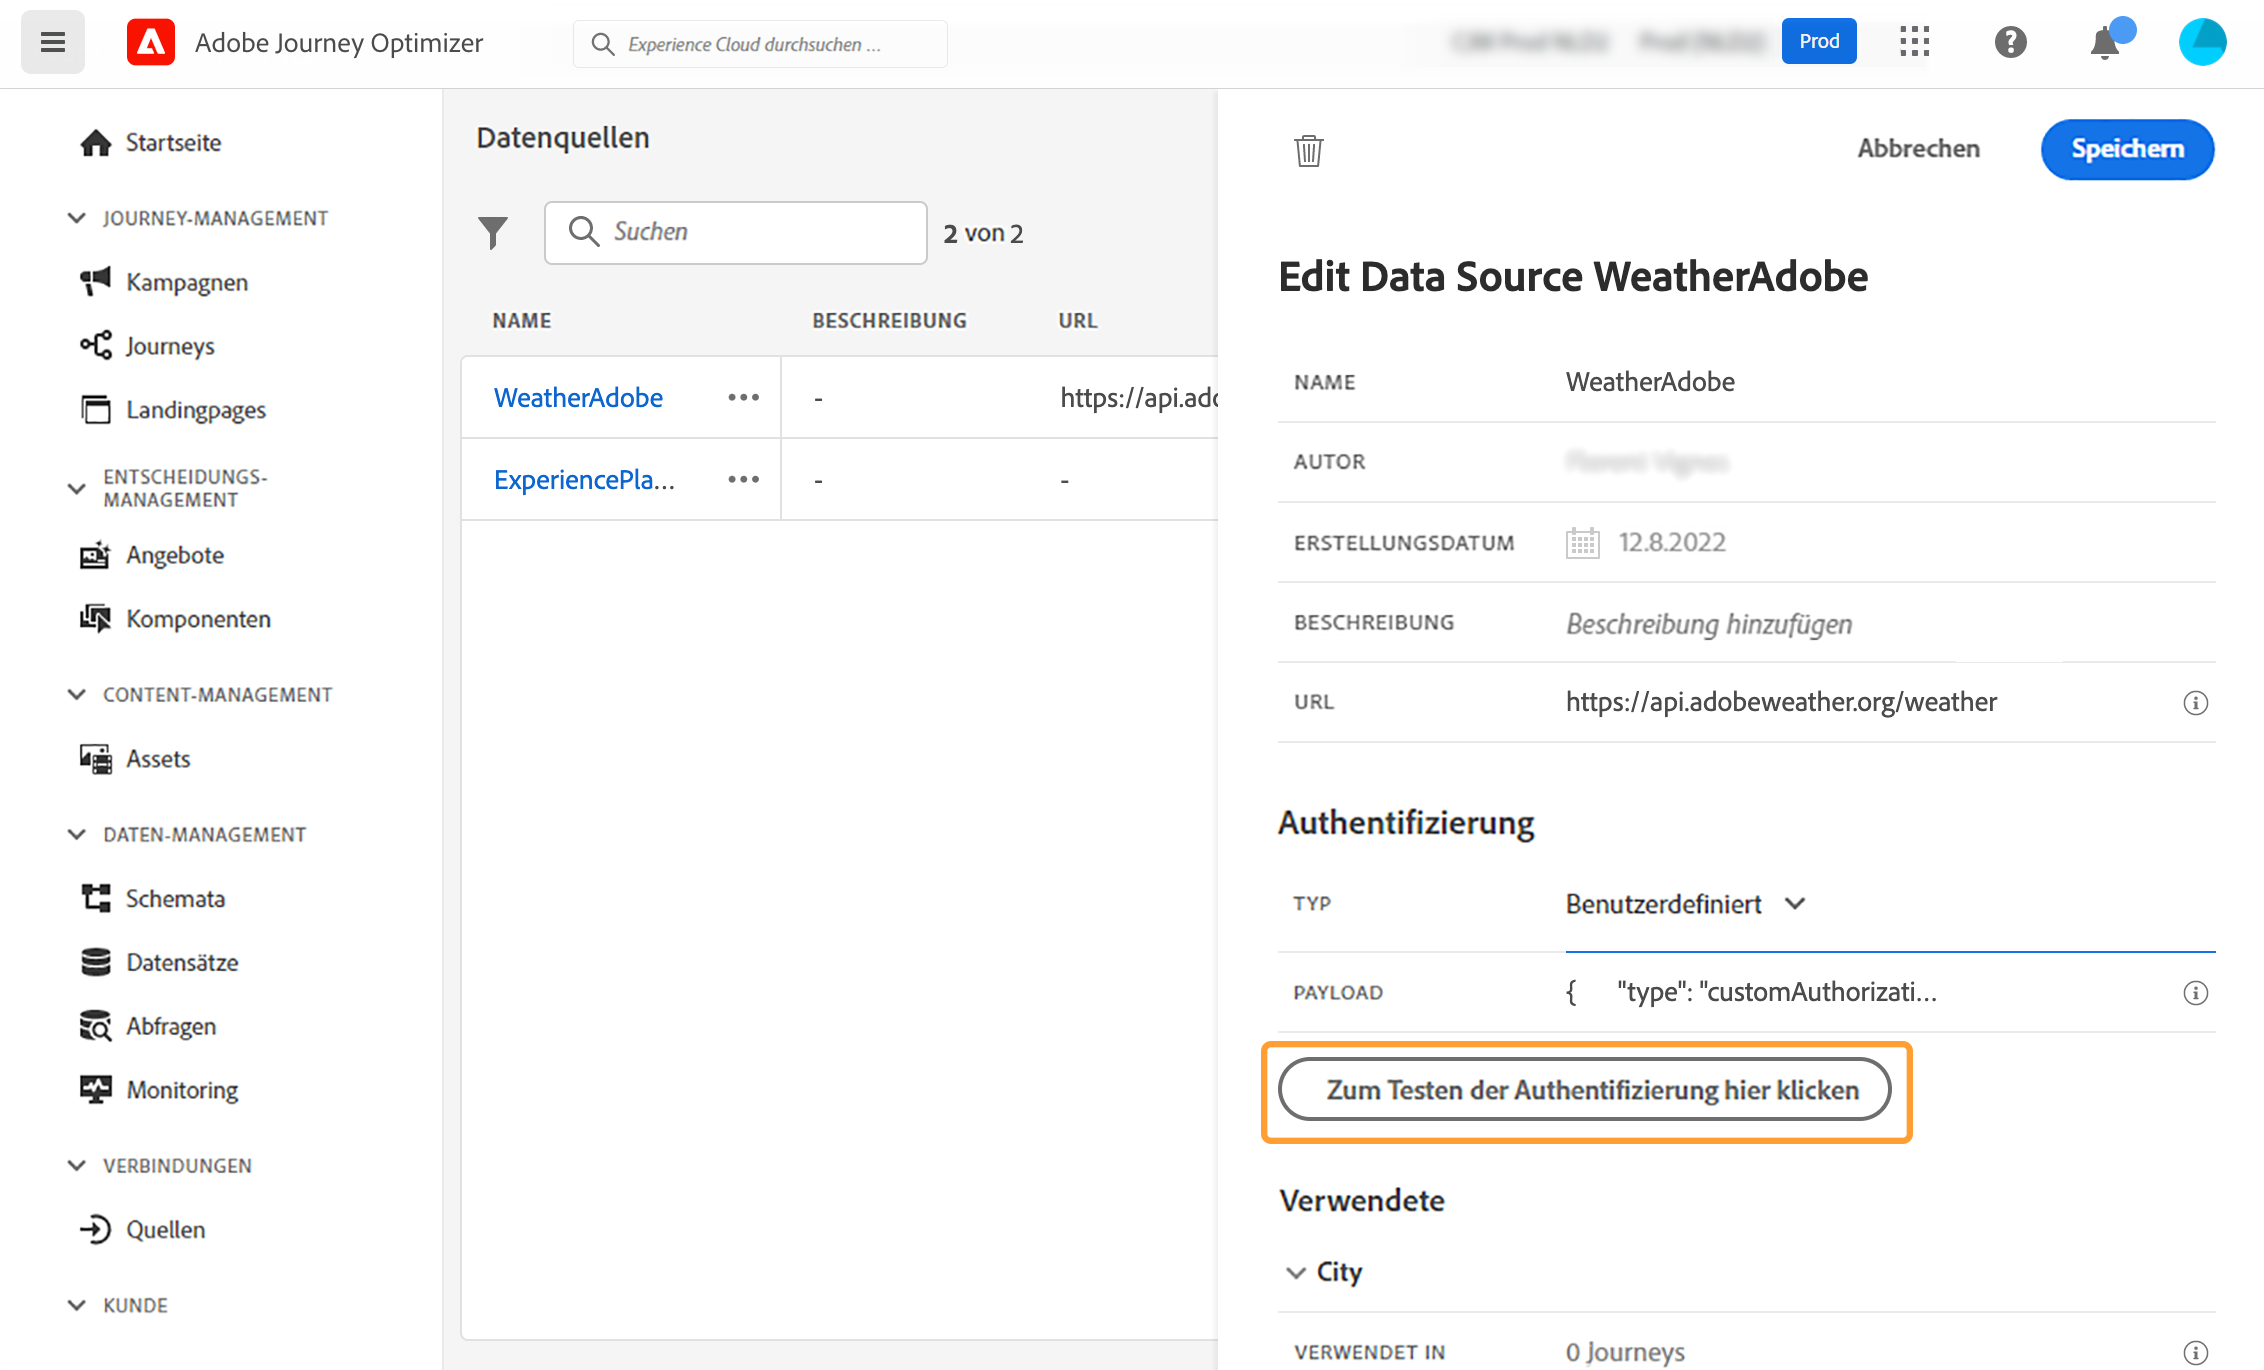 Adobe Journey Optimizer
Experience Cloud durchsuchen ...
Prod
Startseite
JOURNEY-MANAGEMENT
Kampagnen
Journeys
Landingpages
ENTSCHEIDUNGS-
MANAGEMENT
Angebote
Komponenten
CONTENT-MANAGEMENT
Assets
DATEN-MANAGEMENT
Schemata
Datensätze
Abfragen
Monitoring
VERBINDUNGEN
Quellen
KUNDE
Datenquellen
Suchen
2 von 2
NAME BESCHREIBUNG URL
WeatherAdobe ••• - https://api.adc
ExperiencePla... ••• - -
Abbrechen
Speichern
Edit Data Source WeatherAdobe
NAME WeatherAdobe
AUTOR
ERSTELLUNGSDATUM 12.8.2022
BESCHREIBUNG Beschreibung hinzufügen
URL https://api.adobeweather.org/weather
Authentifizierung
TYP Benutzerdefiniert
PAYLOAD { "type": "customAuthorizati...
Zum Testen der Authentifizierung hier klicken
Verwendete
City
VERWENDET IN 0 Journeys